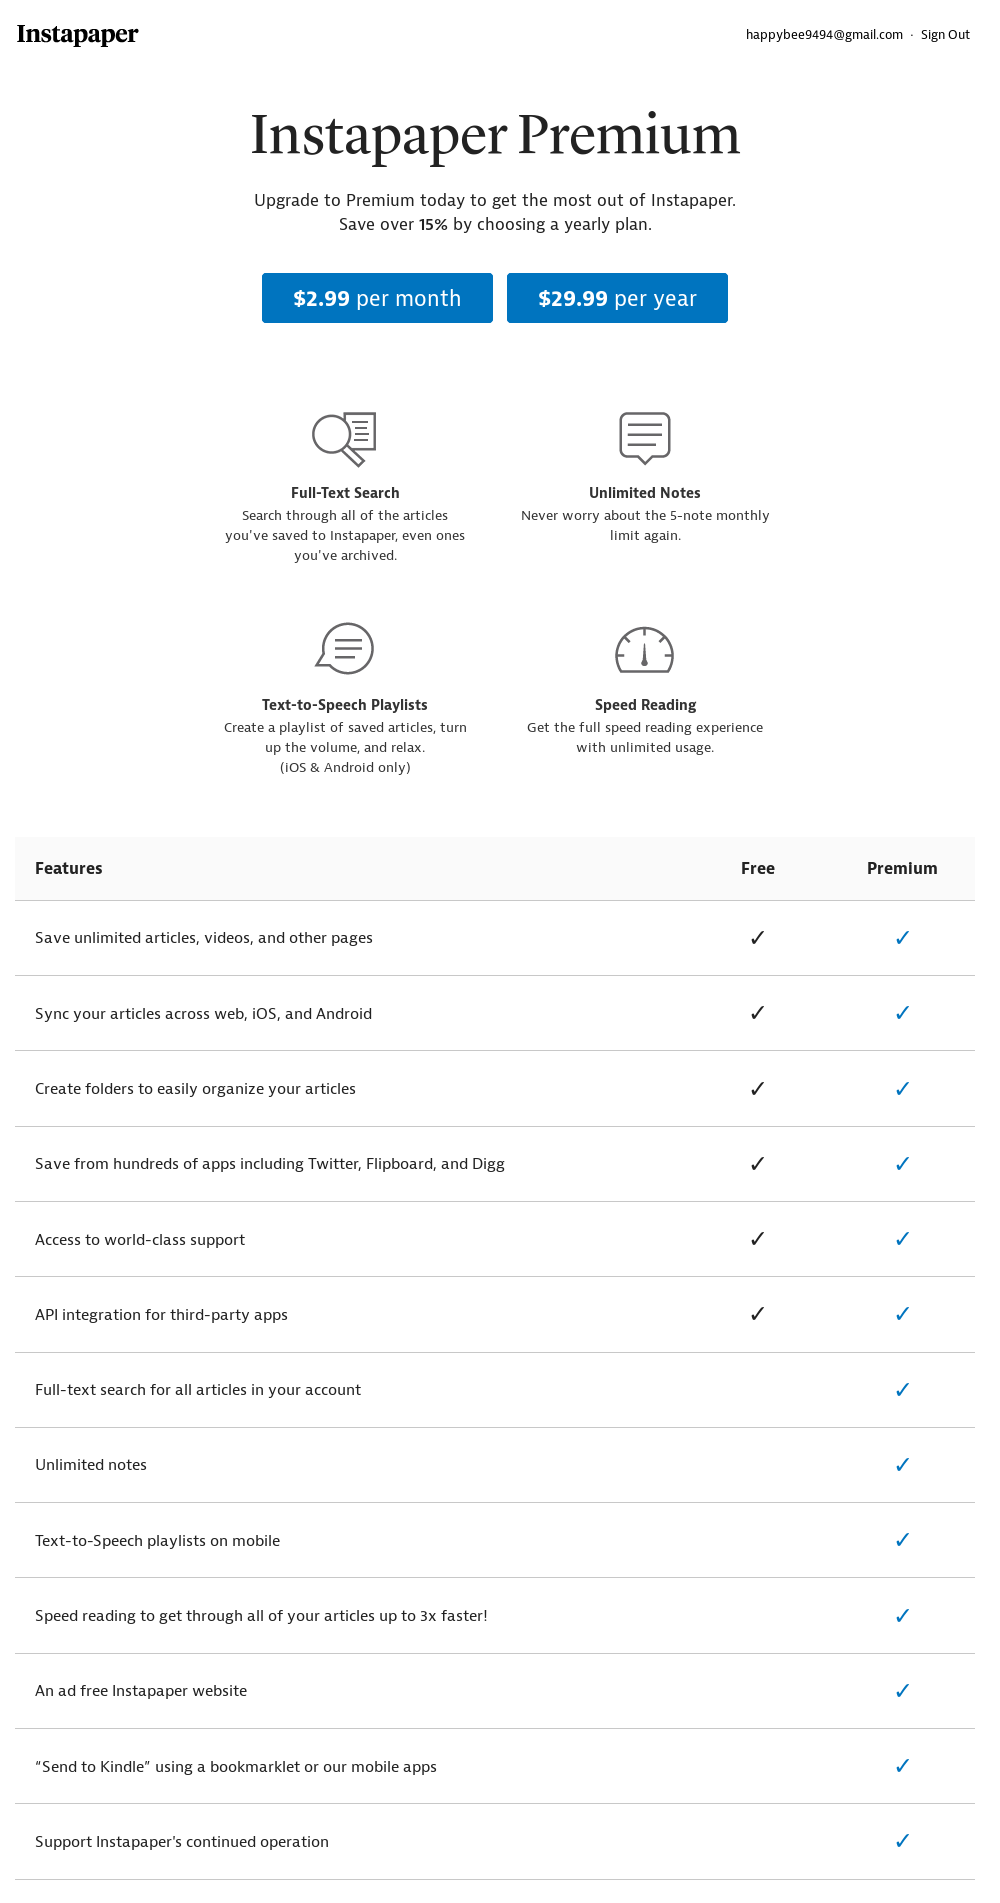 Instapaper
happybee9494@gmail.com · Sign Out
Instapaper Premium
Upgrade to Premium today to get the most out of Instapaper.
Save over 15% by choosing a yearly plan.
$2.99 per month
$29.99 per year
Full-Text Search
Search through all of the articles
you've saved to Instapaper, even ones
you've archived.
Unlimited Notes
Never worry about the 5-note monthly
limit again.
Text-to-Speech Playlists
Create a playlist of saved articles, turn
up the volume, and relax.
(iOS & Android only)
Speed Reading
Get the full speed reading experience
with unlimited usage.
Features Free Premium
Save unlimited articles, videos, and other pages ✓ ✓
Sync your articles across web, iOS, and Android ✓ ✓
Create folders to easily organize your articles ✓ ✓
Save from hundreds of apps including Twitter, Flipboard, and Digg ✓ ✓
Access to world-class support ✓ ✓
API integration for third-party apps ✓ ✓
Full-text search for all articles in your account ✓
Unlimited notes ✓
Text-to-Speech playlists on mobile ✓
Speed reading to get through all of your articles up to 3x faster! ✓
An ad free Instapaper website ✓
“Send to Kindle” using a bookmarklet or our mobile apps ✓
Support Instapaper's continued operation ✓